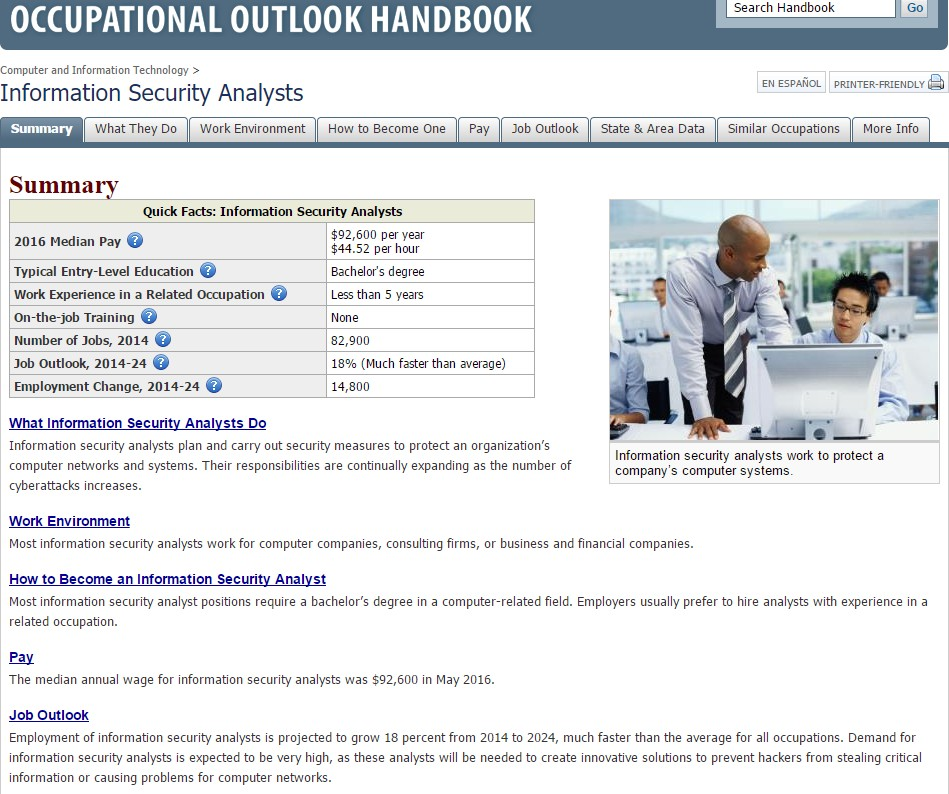 OCCUPATIONAL OUTLOOK HANDBOOK
Search Handbook
Go
Computer and Information Technology >
Information Security Analysts
EN ESPAÑOL
PRINTER-FRIENDLY
Summary
What They Do
Work Environment
How to Become One
Pay
Job Outlook
State & Area Data
Similar Occupations
More Info
Summary
Quick Facts: Information Security Analysts
2016 Median Pay ?
$92,600 per year
$44.52 per hour
Typical Entry-Level Education ?
Bachelor's degree
Work Experience in a Related Occupation ?
Less than 5 years
On-the-job Training ?
None
Number of Jobs, 2014 ?
82,900
Job Outlook, 2014-24 ?
18% (Much faster than average)
Employment Change, 2014-24 ?
14,800
Information security analysts work to protect a
company's computer systems.
What Information Security Analysts Do
Information security analysts plan and carry out security measures to protect an organization's
computer networks and systems. Their responsibilities are continually expanding as the number of
cyberattacks increases.
Work Environment
Most information security analysts work for computer companies, consulting firms, or business and financial companies.
How to Become an Information Security Analyst
Most information security analyst positions require a bachelor's degree in a computer-related field. Employers usually prefer to hire analysts with experience in a
related occupation.
Pay
The median annual wage for information security analysts was $92,600 in May 2016.
Job Outlook
Employment of information security analysts is projected to grow 18 percent from 2014 to 2024, much faster than the average for all occupations. Demand for
information security analysts is expected to be very high, as these analysts will be needed to create innovative solutions to prevent hackers from stealing critical
information or causing problems for computer networks.